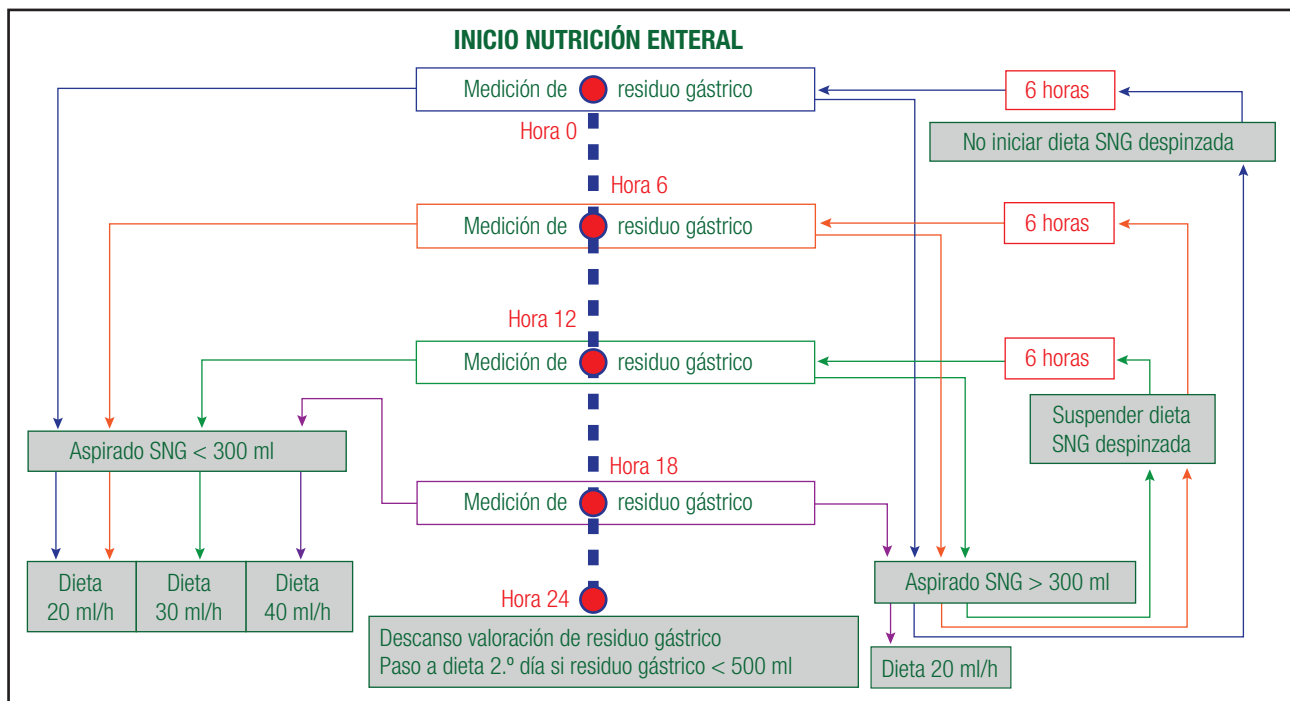 INICIO NUTRICIÓN ENTERAL
Medición de residuo gástrico
6 horas
Hora 0
No iniciar dieta SNG despinzada
Hora 6
Medición de residuo gástrico
6 horas
Hora 12
Medición de residuo gástrico
6 horas
Suspender dieta
SNG despinzada
Aspirado SNG < 300 ml
Hora 18
Medición de residuo gástrico
Dieta
20 ml/h
Dieta
30 ml/h
Dieta
40 ml/h
Aspirado SNG > 300 ml
Hora 24
Descanso valoración de residuo gástrico
Paso a dieta 2.º día si residuo gástrico < 500 ml
Dieta 20 ml/h